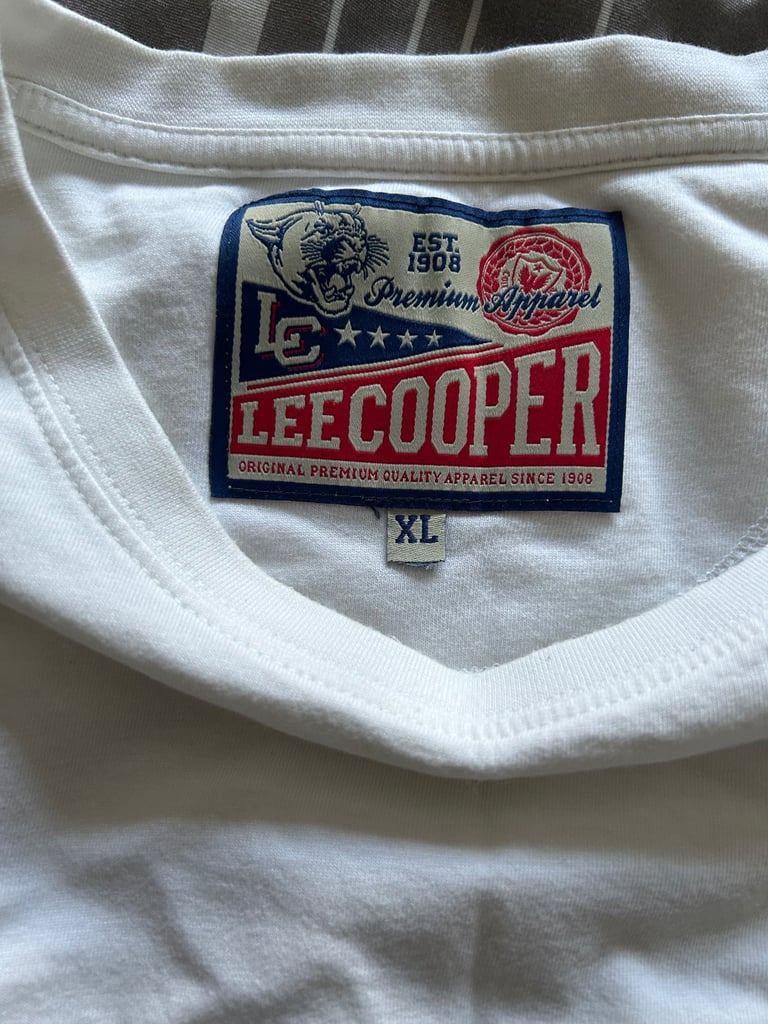 EST.
1908
Premium Apparel
LC
LEE COOPER
ORIGINAL PREMIUM QUALITY APPAREL SINCE 1908
XL